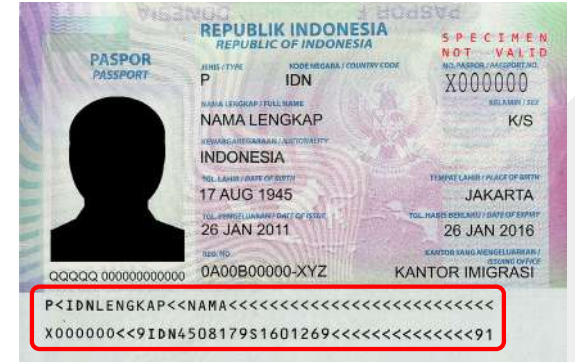 REPUBLIK INDONESIA
REPUBLIC OF INDONESIA
SPECIMEN
NOT VALID
PASPOR
PASSPORT
JENIS / TYPE KODE NEGARA / COUNTRY CODE NO. PASPOR / PASSPORT NO.
P IDN X000000
NAMA LENGKAP / FULL NAME KELAMIN / SEX
NAMA LENGKAP K/S
KEWARGANEGARAAN / NATIONALITY
INDONESIA
TGL. LAHIR / DATE OF BIRTH TEMPAT LAHIR / PLACE OF BIRTH
17 AUG 1945 JAKARTA
TGL. PENGELUARAN / DATE OF ISSUE TGL. HABIS BERLAKU / DATE OF EXPIRY
26 JAN 2011 26 JAN 2016
REG. NO. KANTOR YANG MENGELUARKAN /
ISSUING OFFICE
QQQQQ 000000000000 0A00B00000-XYZ KANTOR IMIGRASI
P<IDNLENGKAP<<NAMA<<<<<<<<<<<<<<<<<<<<<<<<<<
X000000<<9IDN4508179S1601269<<<<<<<<<<<<<<91